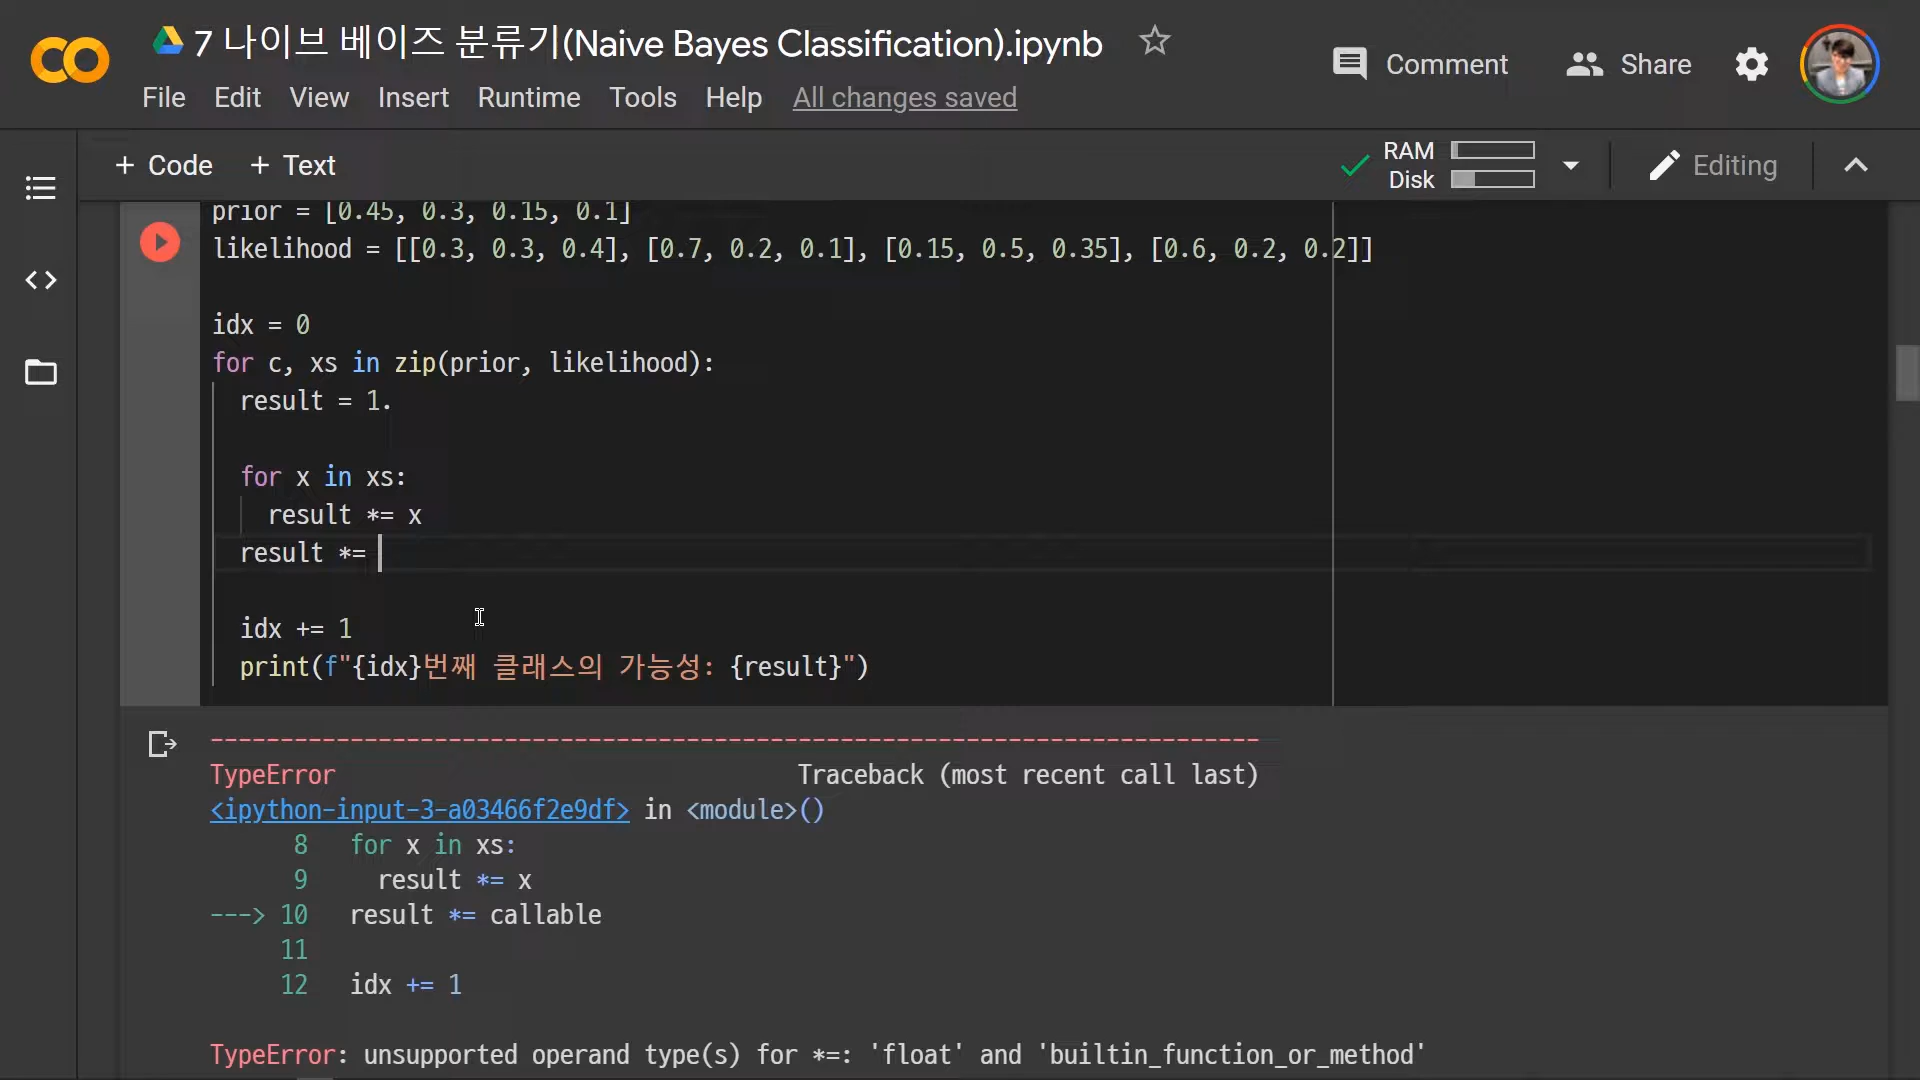 7 나이브 베이즈 분류기(Naive Bayes Classification).ipynb
Comment
Share
File Edit View Insert Runtime Tools Help All changes saved
+ Code + Text
RAM
Disk
Editing
prior = [0.45, 0.3, 0.15, 0.1]
likelihood = [[0.3, 0.3, 0.4], [0.7, 0.2, 0.1], [0.15, 0.5, 0.35], [0.6, 0.2, 0.2]]
idx = 0
for c, xs in zip(prior, likelihood):
result = 1.
for x in xs:
result *= x
result *=
idx += 1
print(f"{idx}번째 클래스의 가능성: {result}")
---------------------------------------------------------------------------
TypeError Traceback (most recent call last)
<ipython-input-3-a03466f2e9df> in <module>()
8 for x in xs:
9 result *= x
---> 10 result *= callable
11
12 idx += 1
TypeError: unsupported operand type(s) for *=: 'float' and 'builtin_function_or_method'